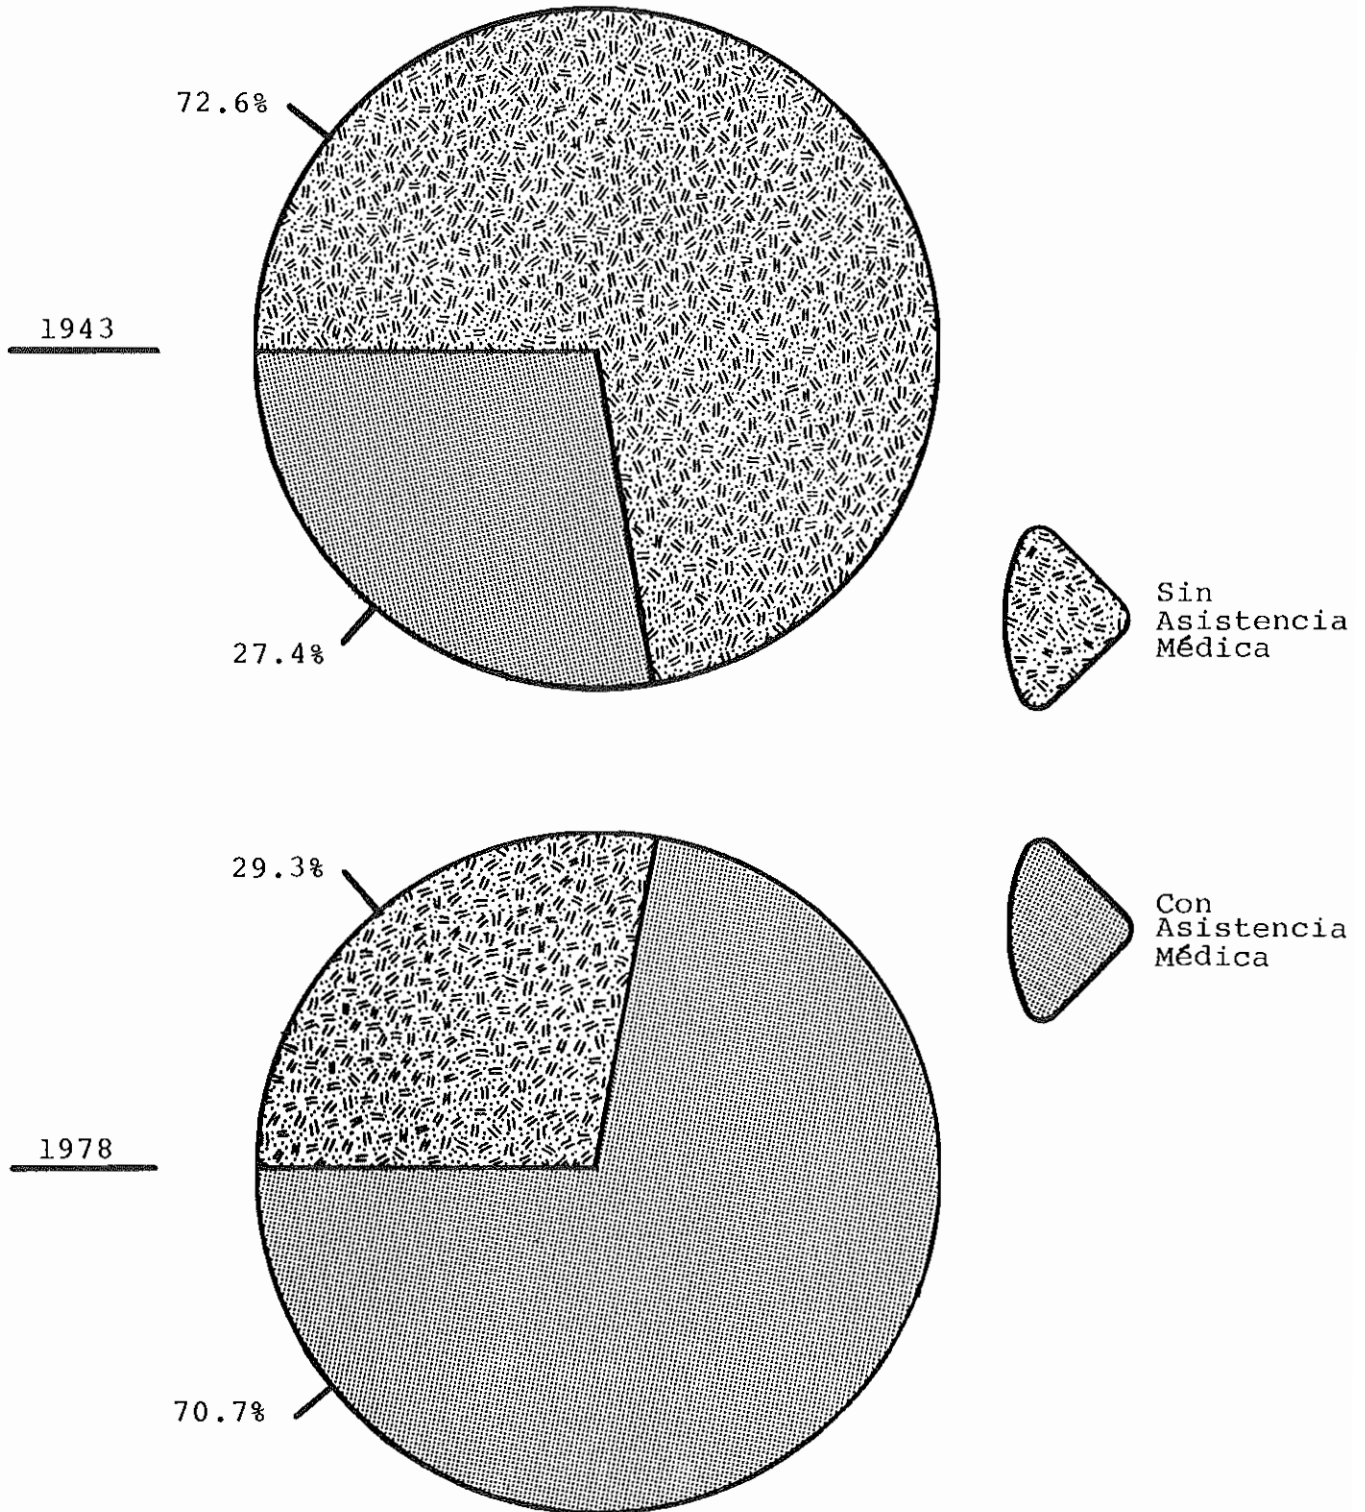 72.6%
1943
27.4%
Sin
Asistencia
Médica
29.3%
Con
Asistencia
Médica
1978
70.7%